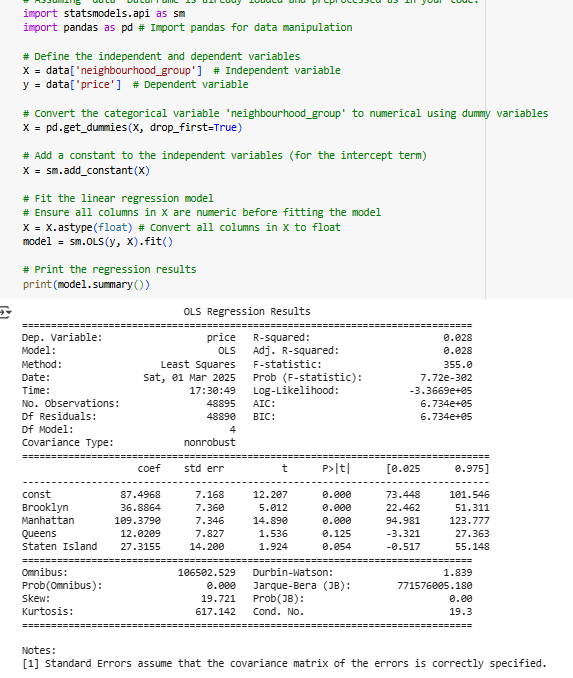 # Assuming 'data' DataFrame is already loaded and preprocessed as in your code.
import statsmodels.api as sm
import pandas as pd # Import pandas for data manipulation
# Define the independent and dependent variables
X = data['neighbourhood_group']  # Independent variable
y = data['price']  # Dependent variable
# Convert the categorical variable 'neighbourhood_group' to numerical using dummy variables
X = pd.get_dummies(X, drop_first=True)
# Add a constant to the independent variables (for the intercept term)
X = sm.add_constant(X)
# Fit the linear regression model
# Ensure all columns in X are numeric before fitting the model
X = X.astype(float) # Convert all columns in X to float
model = sm.OLS(y, X).fit()
# Print the regression results
print(model.summary())
OLS Regression Results
==============================================================================
Dep. Variable: price R-squared: 0.028
Model: OLS Adj. R-squared: 0.028
Method: Least Squares F-statistic: 355.0
Date: Sat, 01 Mar 2025 Prob (F-statistic): 7.72e-302
Time: 17:30:49 Log-Likelihood: -3.3669e+05
No. Observations: 48895 AIC: 6.734e+05
Df Residuals: 48890 BIC: 6.734e+05
Df Model: 4
Covariance Type: nonrobust
==============================================================================
coef std err t P>|t| [0.025 0.975]
------------------------------------------------------------------------------
const 87.4968 7.168 12.207 0.000 73.448 101.546
Brooklyn 36.8864 7.360 5.012 0.000 22.462 51.311
Manhattan 109.3790 7.346 14.890 0.000 94.981 123.777
Queens 12.0209 7.827 1.536 0.125 -3.321 27.363
Staten Island 27.3155 14.200 1.924 0.054 -0.517 55.148
==============================================================================
Omnibus: 106502.529 Durbin-Watson: 1.839
Prob(Omnibus): 0.000 Jarque-Bera (JB): 771576005.180
Skew: 19.721 Prob(JB): 0.00
Kurtosis: 617.142 Cond. No. 19.3
==============================================================================
Notes:
[1] Standard Errors assume that the covariance matrix of the errors is correctly specified.